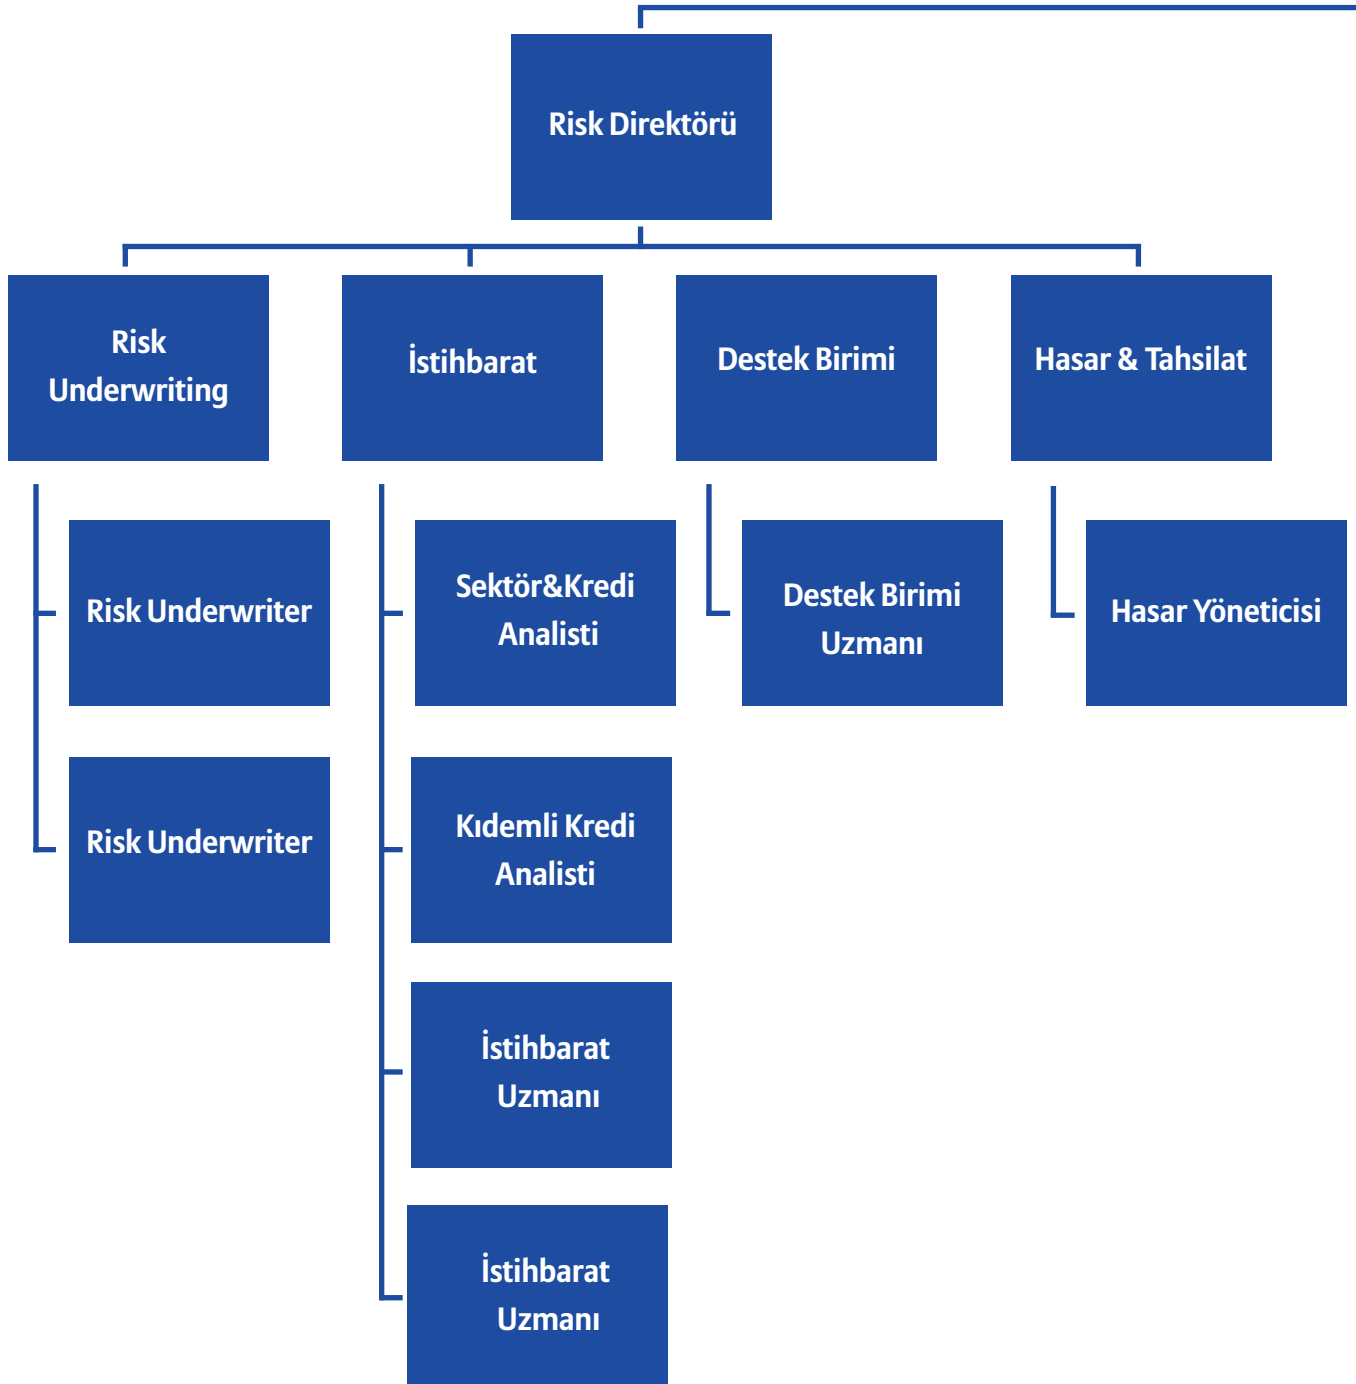 Risk Direktörü
Risk
Underwriting
İstihbarat
Destek Birimi
Hasar & Tahsilat
Risk Underwriter
Sektör&Kredi
Analisti
Destek Birimi
Uzmanı
Hasar Yöneticisi
Risk Underwriter
Kıdemli Kredi
Analisti
İstihbarat
Uzmanı
İstihbarat
Uzmanı